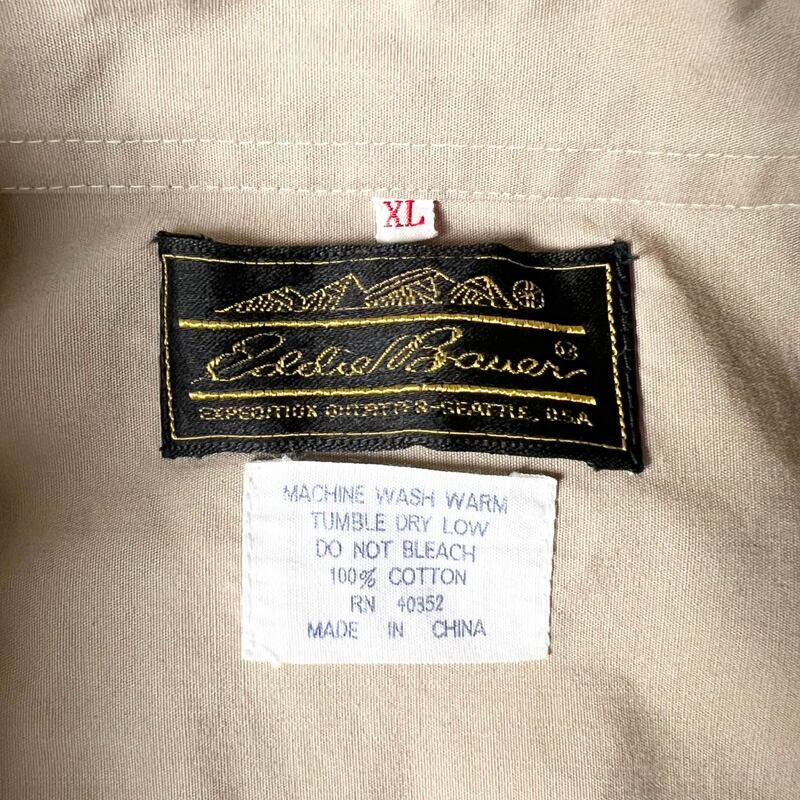 XL
Eddie Bauer®
EXPEDITION OUTFITTER-SEATTLE, U.S.A
MACHINE WASH WARM
TUMBLE DRY LOW
DO NOT BLEACH
100% COTTON
RN 40352
MADE IN CHINA